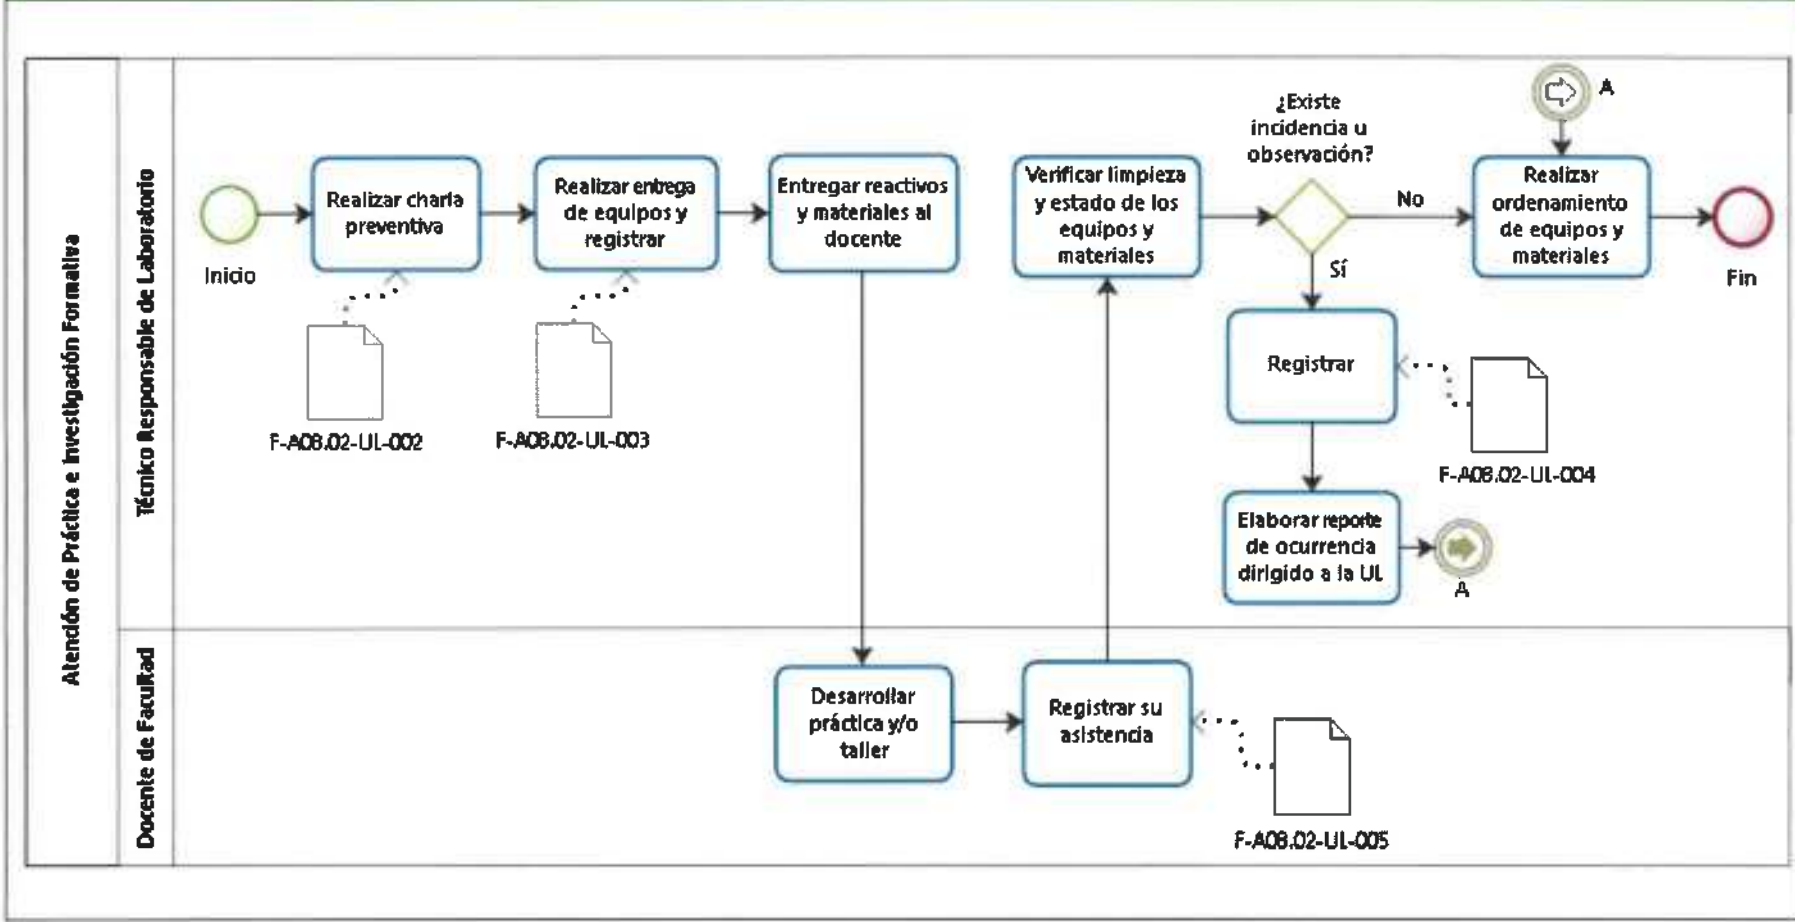 Atención de Práctica e Investigación Formativa
Técnico Responsable de Laboratorio
Inicio
Realizar charla
preventiva
F-A08.02-UL-002
Realizar entrega
de equipos y
registrar
F-A08.02-UL-003
Entregar reactivos
y materiales al
docente
Verificar limpieza
y estado de los
equipos y
materiales
¿Existe
incidencia u
observación?
No
Sí
A
Realizar
ordenamiento
de equipos y
materiales
Fin
Registrar
F-A08.02-UL-004
Elaborar reporte
de ocurrencia
dirigido a la UL
A
Docente de Facultad
Desarrollar
práctica y/o
taller
Registrar su
asistencia
F-A08.02-UL-005